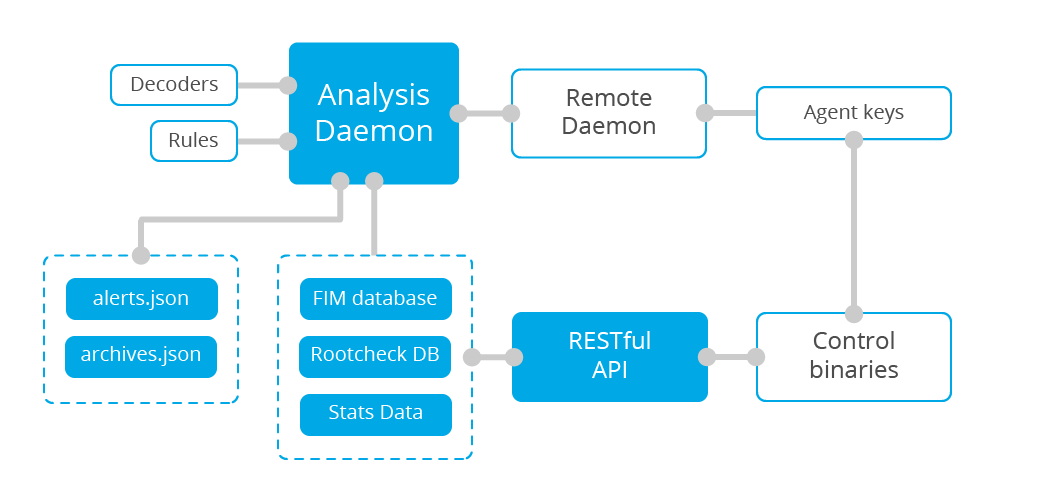 Decoders
Rules
Analysis
Daemon
Remote
Daemon
Agent keys
alerts.json
archives.json
FIM database
Rootcheck DB
Stats Data
RESTful
API
Control
binaries